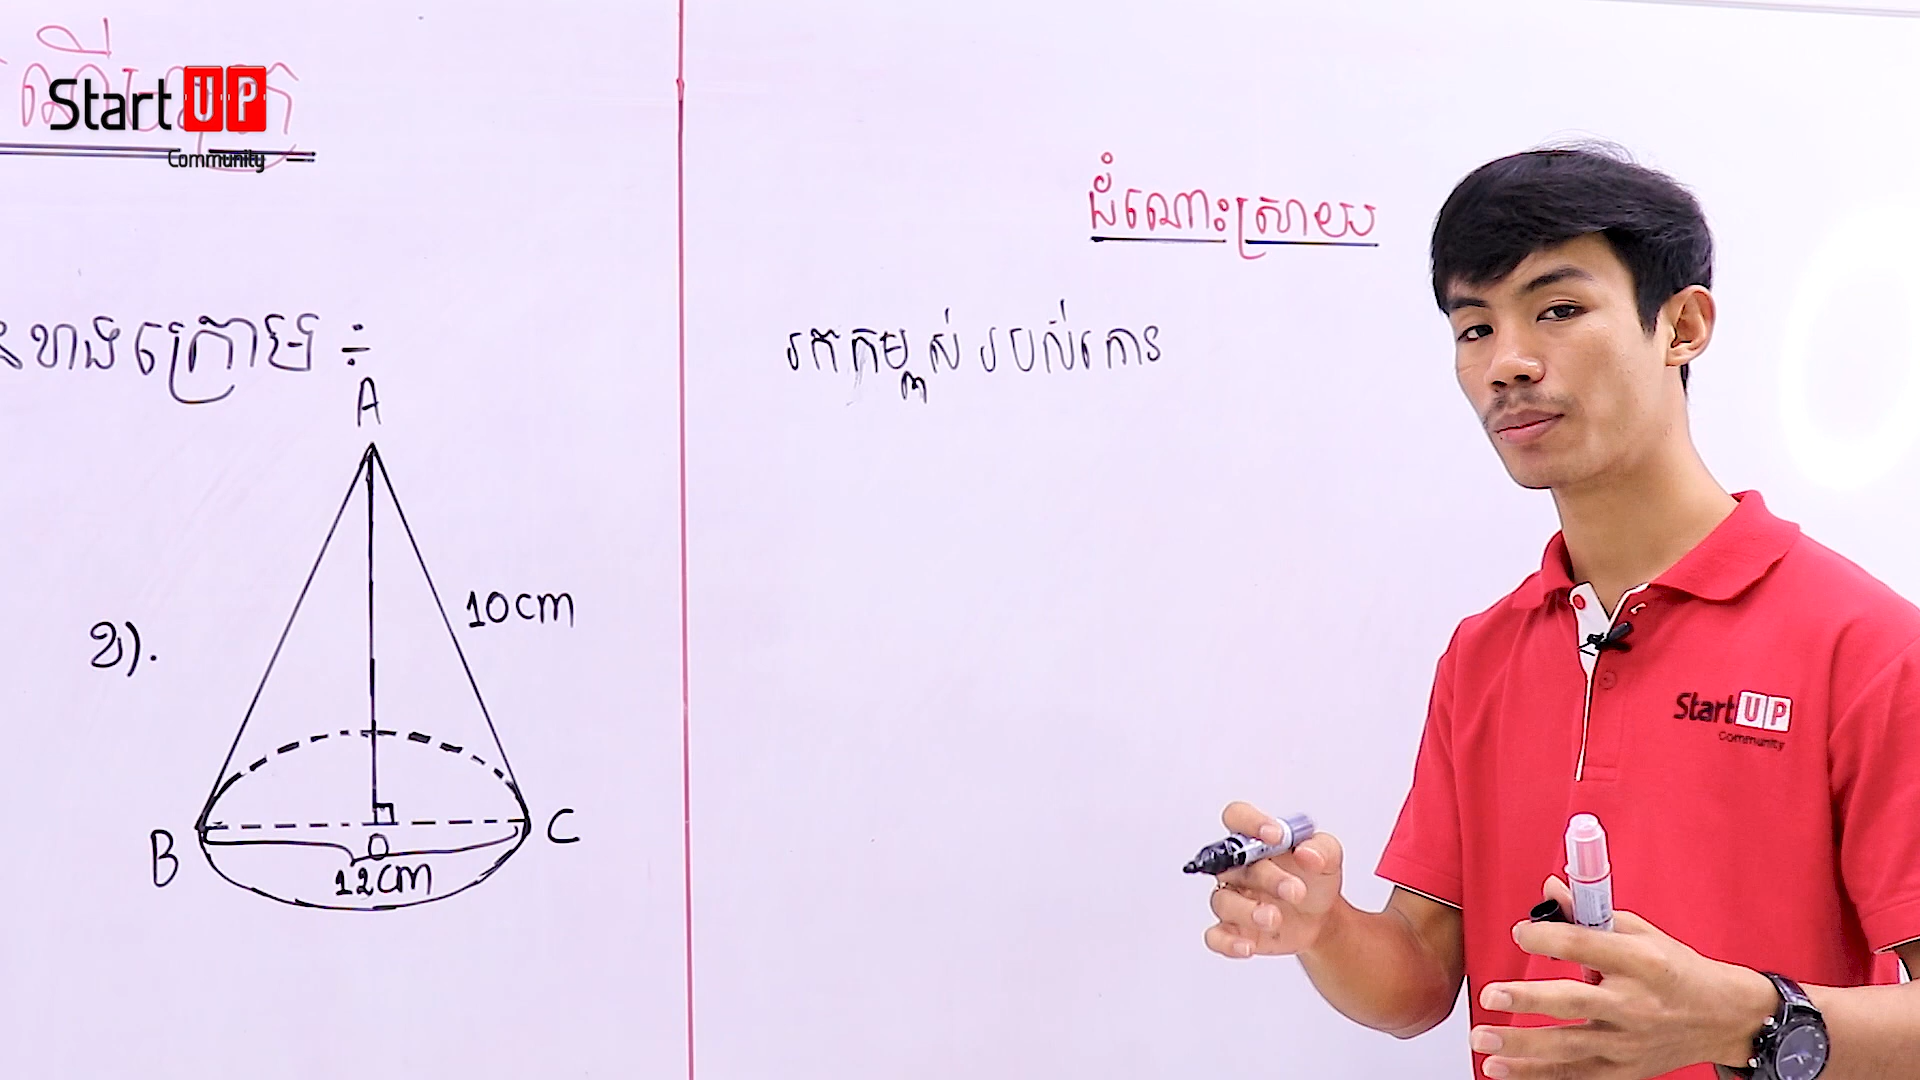 StartUP
Community
ដំណោះស្រាយ
ខាងក្រោម ÷
រកកម្ពស់របស់កោន
A
10cm
ខ).
B
O
C
12cm
StartUP
Community